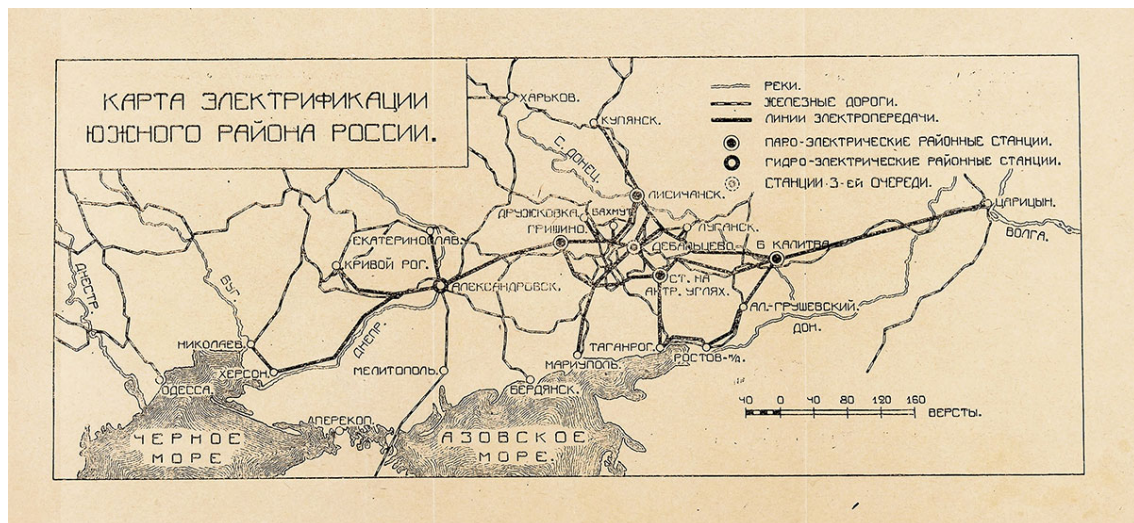 КАРТА ЭЛЕКТРИФИКАЦИИ
ЮЖНОГО РАЙОНА РОССИИ.
РЕКИ.
ЖЕЛЕЗНЫЕ ДОРОГИ.
ЛИНИИ ЭЛЕКТРОПЕРЕДАЧИ.
ПАРО-ЭЛЕКТРИЧЕСКИЕ РАЙОННЫЕ СТАНЦИИ.
ГИДРО-ЭЛЕКТРИЧЕСКИЕ РАЙОННЫЕ СТАНЦИИ.
СТАНЦИИ 3-ЕЙ ОЧЕРЕДИ.
ХАРЬКОВ.
КУПЯНСК.
С. ДОНЕЦ.
ЛИСИЧАНСК.
ДРУЖКОВКА.
БАХМУТ
ГРИШИНО.
ЛУГАНСК.
ДЕБАЛЬЦЕВО.
Б КАЛИТВА
ЦАРИЦЫН.
ВОЛГА.
ЕКАТЕРИНОСЛАВ.
КРИВОЙ РОГ.
АЛЕКСАНДРОВСК.
СТ. НА
АНТР. УГЛЯХ.
АЛ.-ГРУШЕВСКИЙ.
ДОН.
ДНЕСТР.
БУГ.
ДНЕПР.
НИКОЛАЕВ.
ХЕРСОН.
ОДЕССА.
МЕЛИТОПОЛЬ.
БЕРДЯНСК.
МАРИУПОЛЬ.
ТАГАНРОГ.
РОСТОВ-Н/Д.
ПЕРЕКОП.
ЧЕРНОЕ
МОРЕ
АЗОВСКОЕ
МОРЕ.
40 0 40 80 120 160
ВЕРСТЫ.